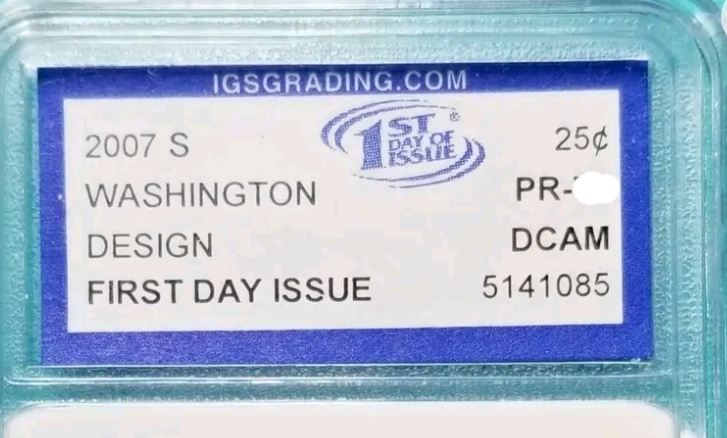 IGSGRADING.COM
2007 S
1ST DAY OF ISSUE ®
25¢
WASHINGTON
PR-
DESIGN
DCAM
FIRST DAY ISSUE
5141085